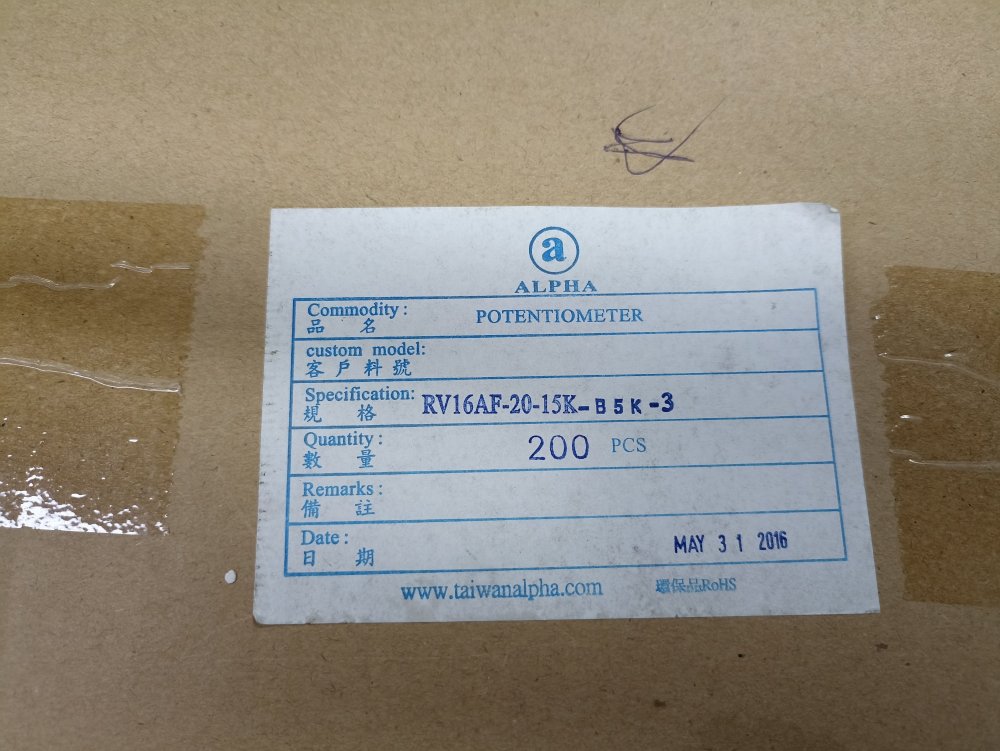 a
ALPHA
Commodity: POTENTIOMETER
品 名
custom model:
客戶料號
Specification: RV16AF-20-15K-B5K-3
規 格
Quantity: 200 PCS
數 量
Remarks:
備 註
Date: MAY 31 2016
日 期
www.taiwanalpha.com 環保品RoHS